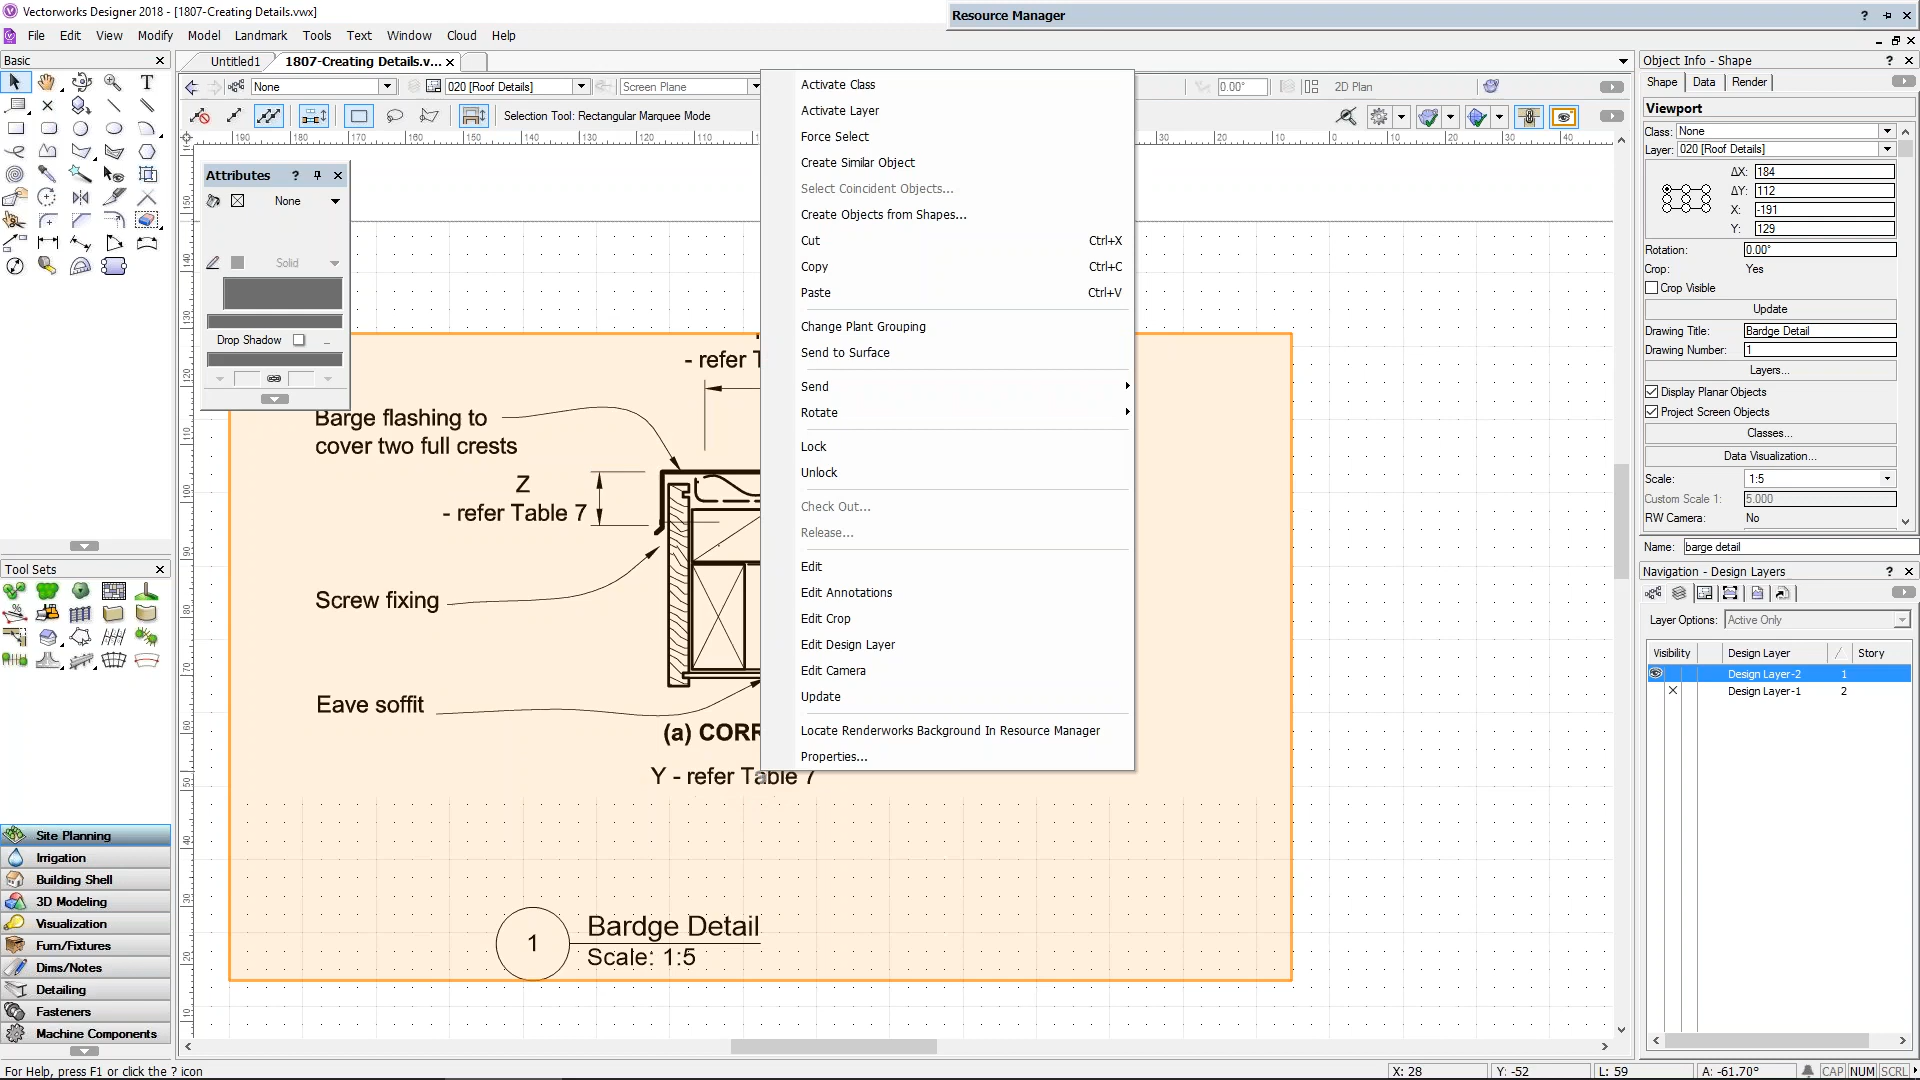 Vectorworks Designer 2018 - [1807-Creating Details.vwx]
Resource Manager
File Edit View Modify Model Landmark Tools Text Window Cloud Help
Basic
Untitled1
1807-Creating Details.v...
None
020 [Roof Details]
Screen Plane
0.00°
2D Plan
Selection Tool: Rectangular Marquee Mode
Attributes
None
Solid
Drop Shadow
Activate Class
Activate Layer
Force Select
Create Similar Object
Select Coincident Objects...
Create Objects from Shapes...
Cut Ctrl+X
Copy Ctrl+C
Paste Ctrl+V
Change Plant Grouping
Send to Surface
Send
Rotate
Lock
Unlock
Check Out...
Release...
Edit
Edit Annotations
Edit Crop
Edit Design Layer
Edit Camera
Update
Locate Renderworks Background In Resource Manager
Properties...
- refer T
Barge flashing to
cover two full crests
Z
- refer Table 7
Screw fixing
Eave soffit
(a) CORR
Y - refer Table 7
1
Bardge Detail
Scale: 1:5
Tool Sets
Site Planning
Irrigation
Building Shell
3D Modeling
Visualization
Furn/Fixtures
Dims/Notes
Detailing
Fasteners
Machine Components
Object Info - Shape
Shape Data Render
Viewport
Class: None
Layer: 020 [Roof Details]
ΔX: 184
ΔY: 112
X: -191
Y: 129
Rotation: 0.00°
Crop: Yes
Crop Visible
Update
Drawing Title: Bardge Detail
Drawing Number: 1
Layers...
Display Planar Objects
Project Screen Objects
Classes...
Data Visualization...
Scale: 1:5
Custom Scale 1: 5.000
RW Camera: No
Name: barge detail
Navigation - Design Layers
Layer Options: Active Only
Visibility Design Layer / Story
Design Layer-2 1
Design Layer-1 2
For Help, press F1 or click the ? icon
X: 28 Y: -52 L: 59 A: -61.70° CAP NUM SCRL